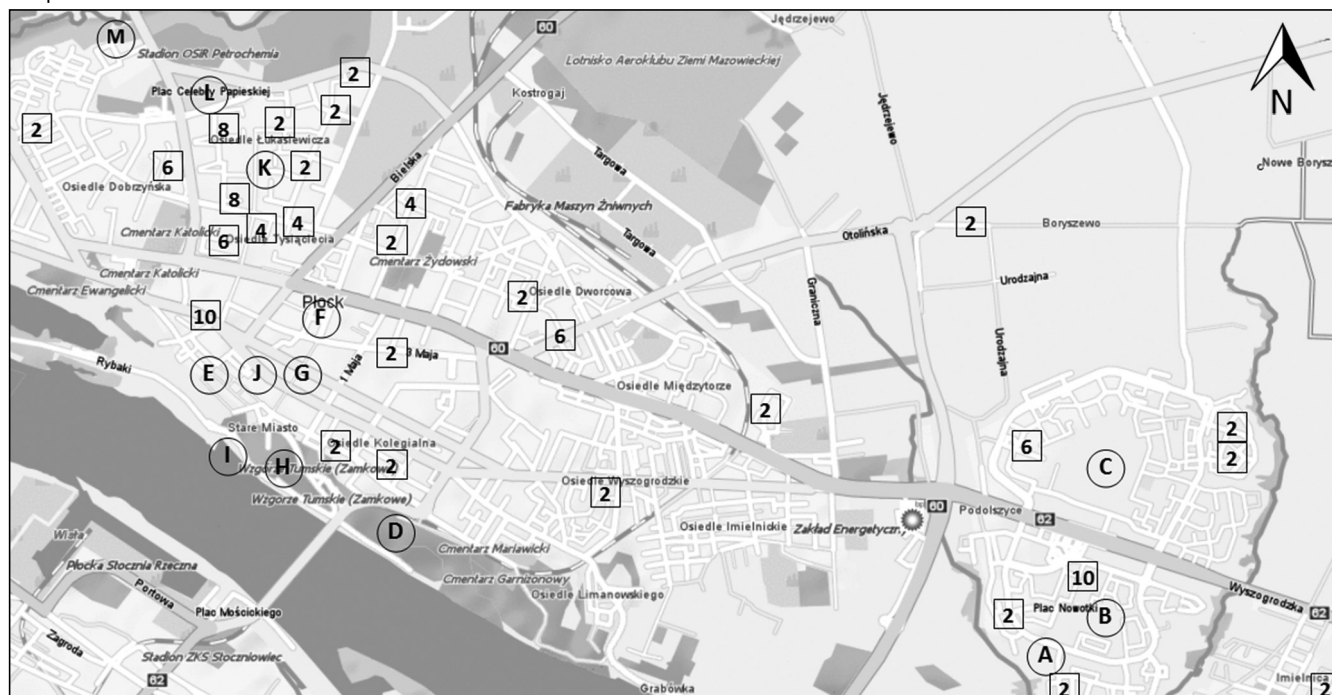 Jędrzejewo
60
M
Stadion OSiR Petrochemia
Lotnisko Aeroklubu Ziemi Mazowieckiej
2
Plac Celebry Papieskiej
L
Kostrogaj
2
N
Jędrzejewo
2
8
2
Osiedle Łukasiewicza
Targowa
6
K
2
Bielska
Nowe Borysz
Osiedle Dobrzyńska
8
4
Fabryka Maszyn Żniwnych
4
4
2
Boryszewo
Cmentarz Katolicki
6
Osiedle Tysiąclecia
2
Targowa
Otolińska
Cmentarz Żydowski
Cmentarz Katolicki
Urodzajna
Cmentarz Ewangelicki
2
Osiedle Dworcowa
Graniczna
Płock
10
F
6
Urodzajna
60
2
3 Maja
Rybaki
1 Maja
E
J
G
Osiedle Międzytorze
2
Stare Miasto
2
6
2
Osiedle Kolegialna
I
H
Wzgórze Tumskie (Zamkowe)
2
2
C
Osiedle Wyszogrodzkie
2
Wzgórze Tumskie (Zamkowe)
60
Podolszyce
62
D
Osiedle Imielnickie
Zakład Energetyczny
Wisła
Cmentarz Mariawicki
Płocka Stocznia Rzeczna
Cmentarz Garnizonowy
10
Portowa
Osiedle Limanowskiego
Wyszogrodzka
62
Plac Mościckiego
2
Plac Nowotki
B
Zagroda
Stadion ZKS Stoczniowiec
A
62
Grabówka
2
Imielnica
2